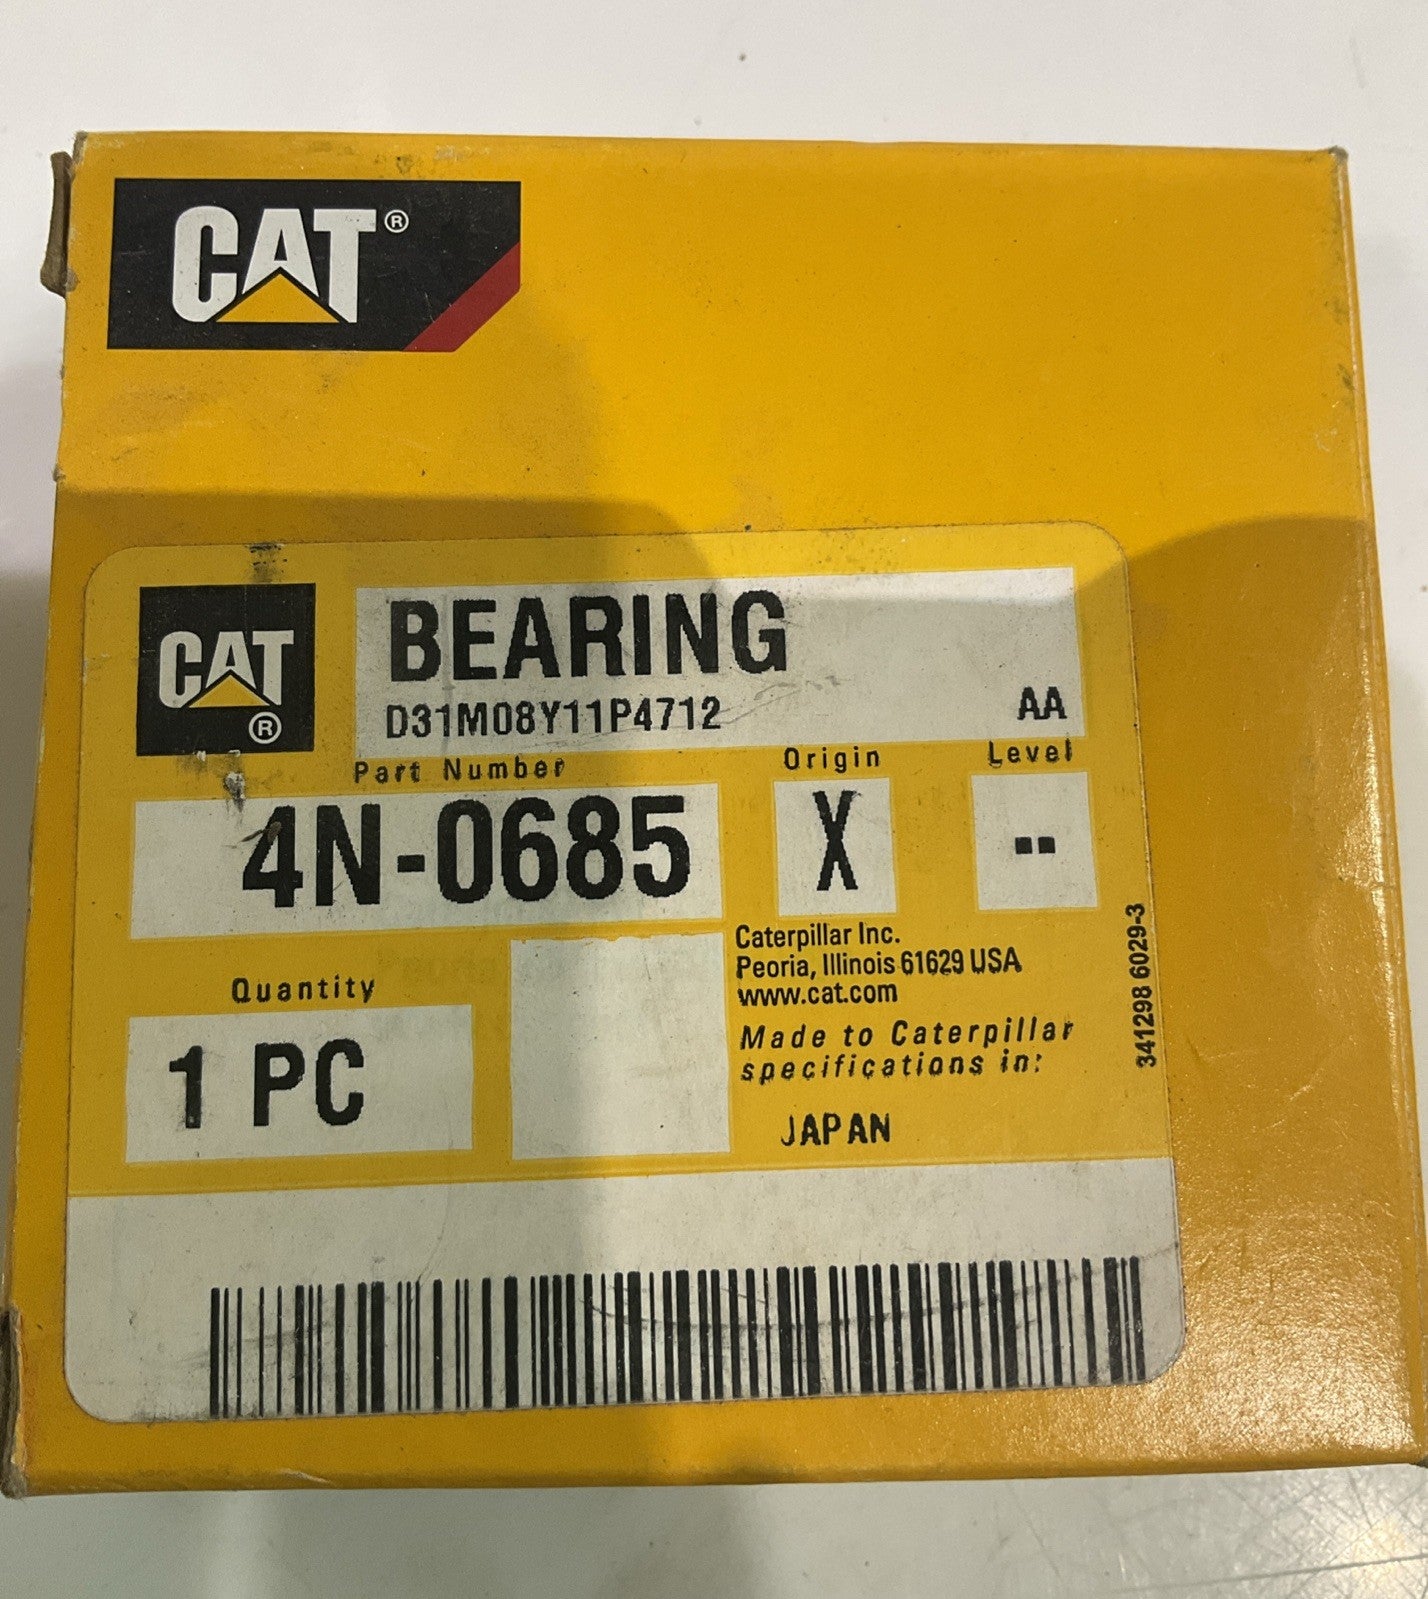 CAT®
CAT®
BEARING
D31M08Y11P4712 AA
Part Number Origin Level
4N-0685 X --
Caterpillar Inc.
Peoria, Illinois 61629 USA
www.cat.com
Quantity
1 PC
Made to Caterpillar
specifications in:
JAPAN
341298 6029-3